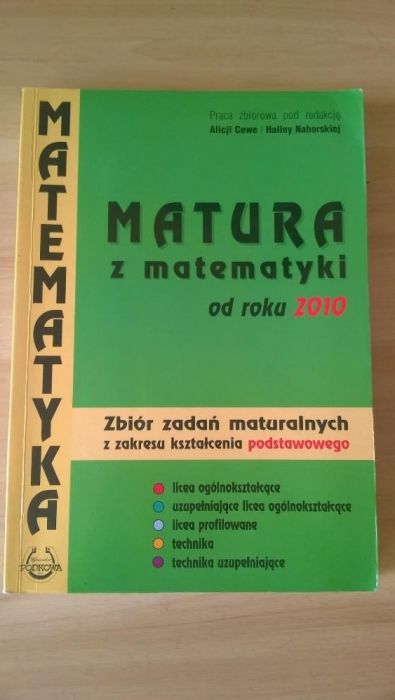 MATEMATYKA
Praca zbiorowa pod redakcją
Alicji Cewe i Haliny Nahorskiej
MATURA
z matematyki
od roku 2010
Zbiór zadań maturalnych
z zakresu kształcenia podstawowego
licea ogólnokształcące
uzupełniające licea ogólnokształcące
licea profilowane
technika
technika uzupełniające
PODKOWA